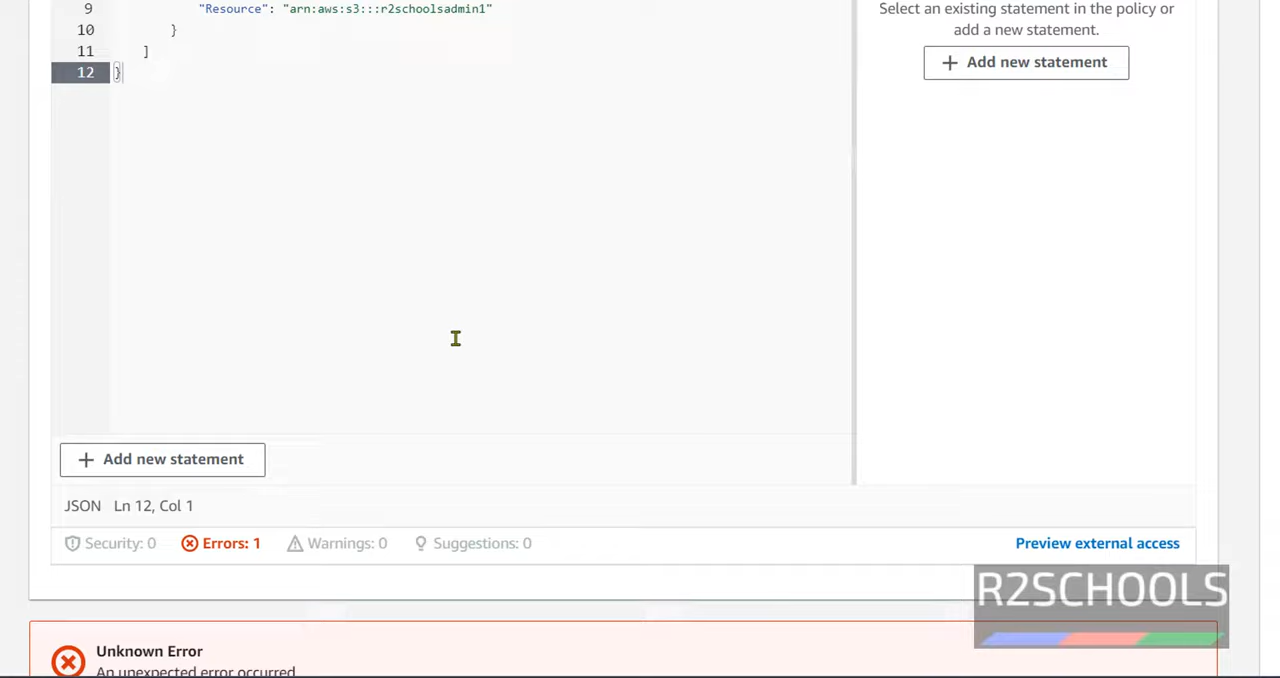 9 "Resource": "arn:aws:s3:::r2schoolsadmin1"
10 }
11 ]
12 }
Select an existing statement in the policy or
add a new statement.
+ Add new statement
+ Add new statement
JSON Ln 12, Col 1
Security: 0 Errors: 1 Warnings: 0 Suggestions: 0
Preview external access
R2SCHOOLS
Unknown Error
An unexpected error occurred